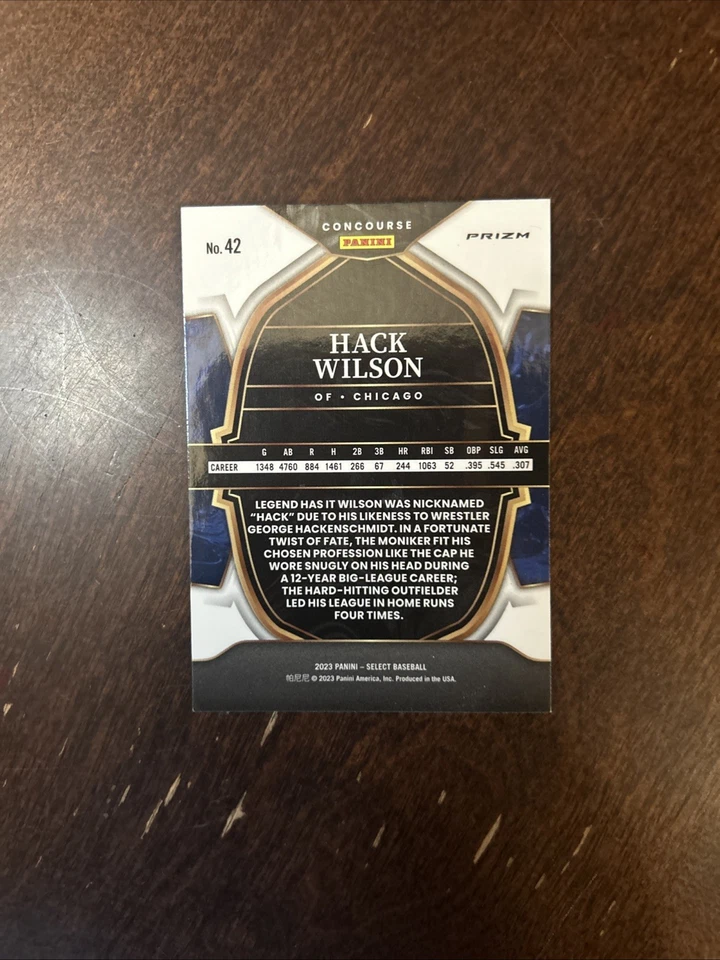 CONCOURSE
No. 42
PANINI
PRIZM
HACK
WILSON
OF • CHICAGO
G AB R H 2B 3B HR RBI SB OBP SLG AVG
CAREER 1348 4760 884 1461 266 67 244 1063 52 .395 .545 .307
LEGEND HAS IT WILSON WAS NICKNAMED
"HACK" DUE TO HIS LIKENESS TO WRESTLER
GEORGE HACKENSCHMIDT. IN A FORTUNATE
TWIST OF FATE, THE MONIKER FIT HIS
CHOSEN PROFESSION LIKE THE CAP HE
WORE SNUGLY ON HIS HEAD DURING
A 12-YEAR BIG-LEAGUE CAREER;
THE HARD-HITTING OUTFIELDER
LED HIS LEAGUE IN HOME RUNS
FOUR TIMES.
2023 PANINI – SELECT BASEBALL
帕尼尼 © 2023 Panini America, Inc. Produced in the USA.